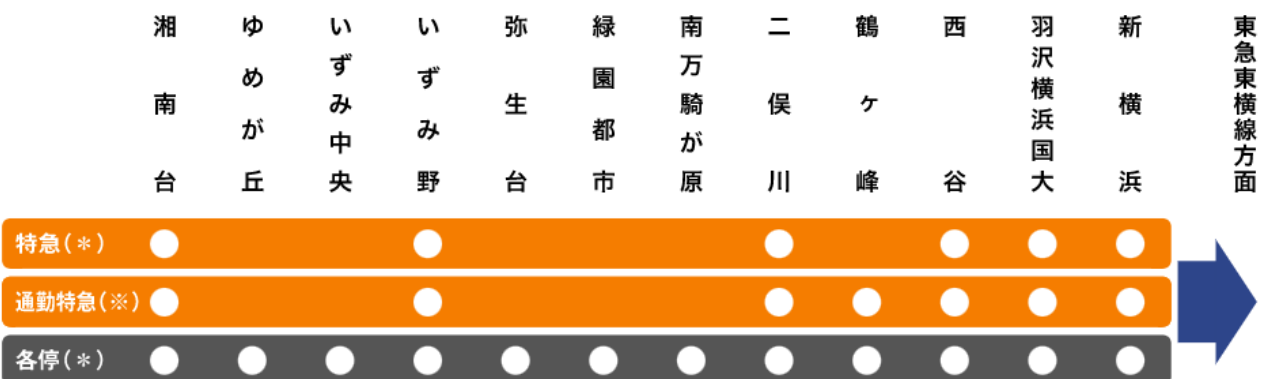 湘南台
ゆめが丘
いずみ中央
いずみ野
弥生台
緑園都市
南万騎が原
二俣川
鶴ヶ峰
西谷
羽沢横浜国大
新横浜
東急東横線方面
特急(＊)
通勤特急(※)
各停(＊)